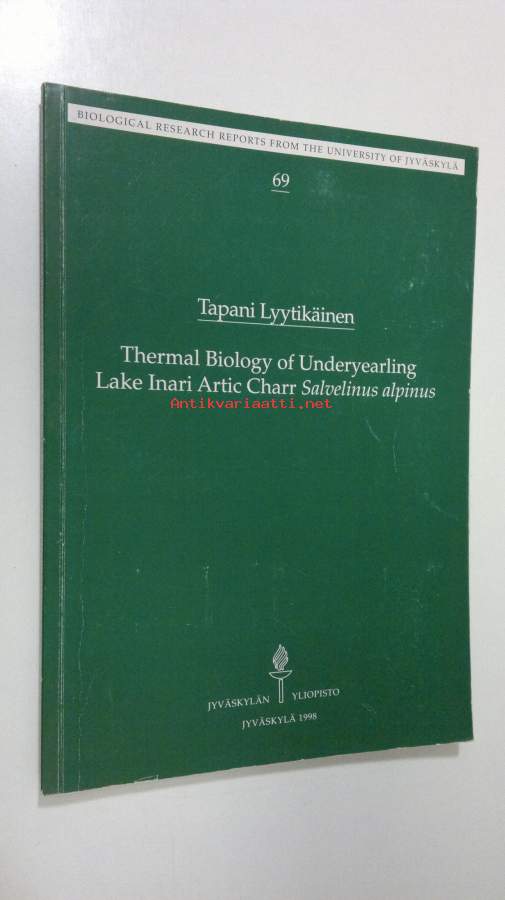 BIOLOGICAL RESEARCH REPORTS FROM THE UNIVERSITY OF JYVÄSKYLÄ
69
Tapani Lyytikäinen
Thermal Biology of Underyearling
Lake Inari Artic Charr Salvelinus alpinus
Antikvariaatti.net
JYVÄSKYLÄN YLIOPISTO
JYVÄSKYLÄ 1998